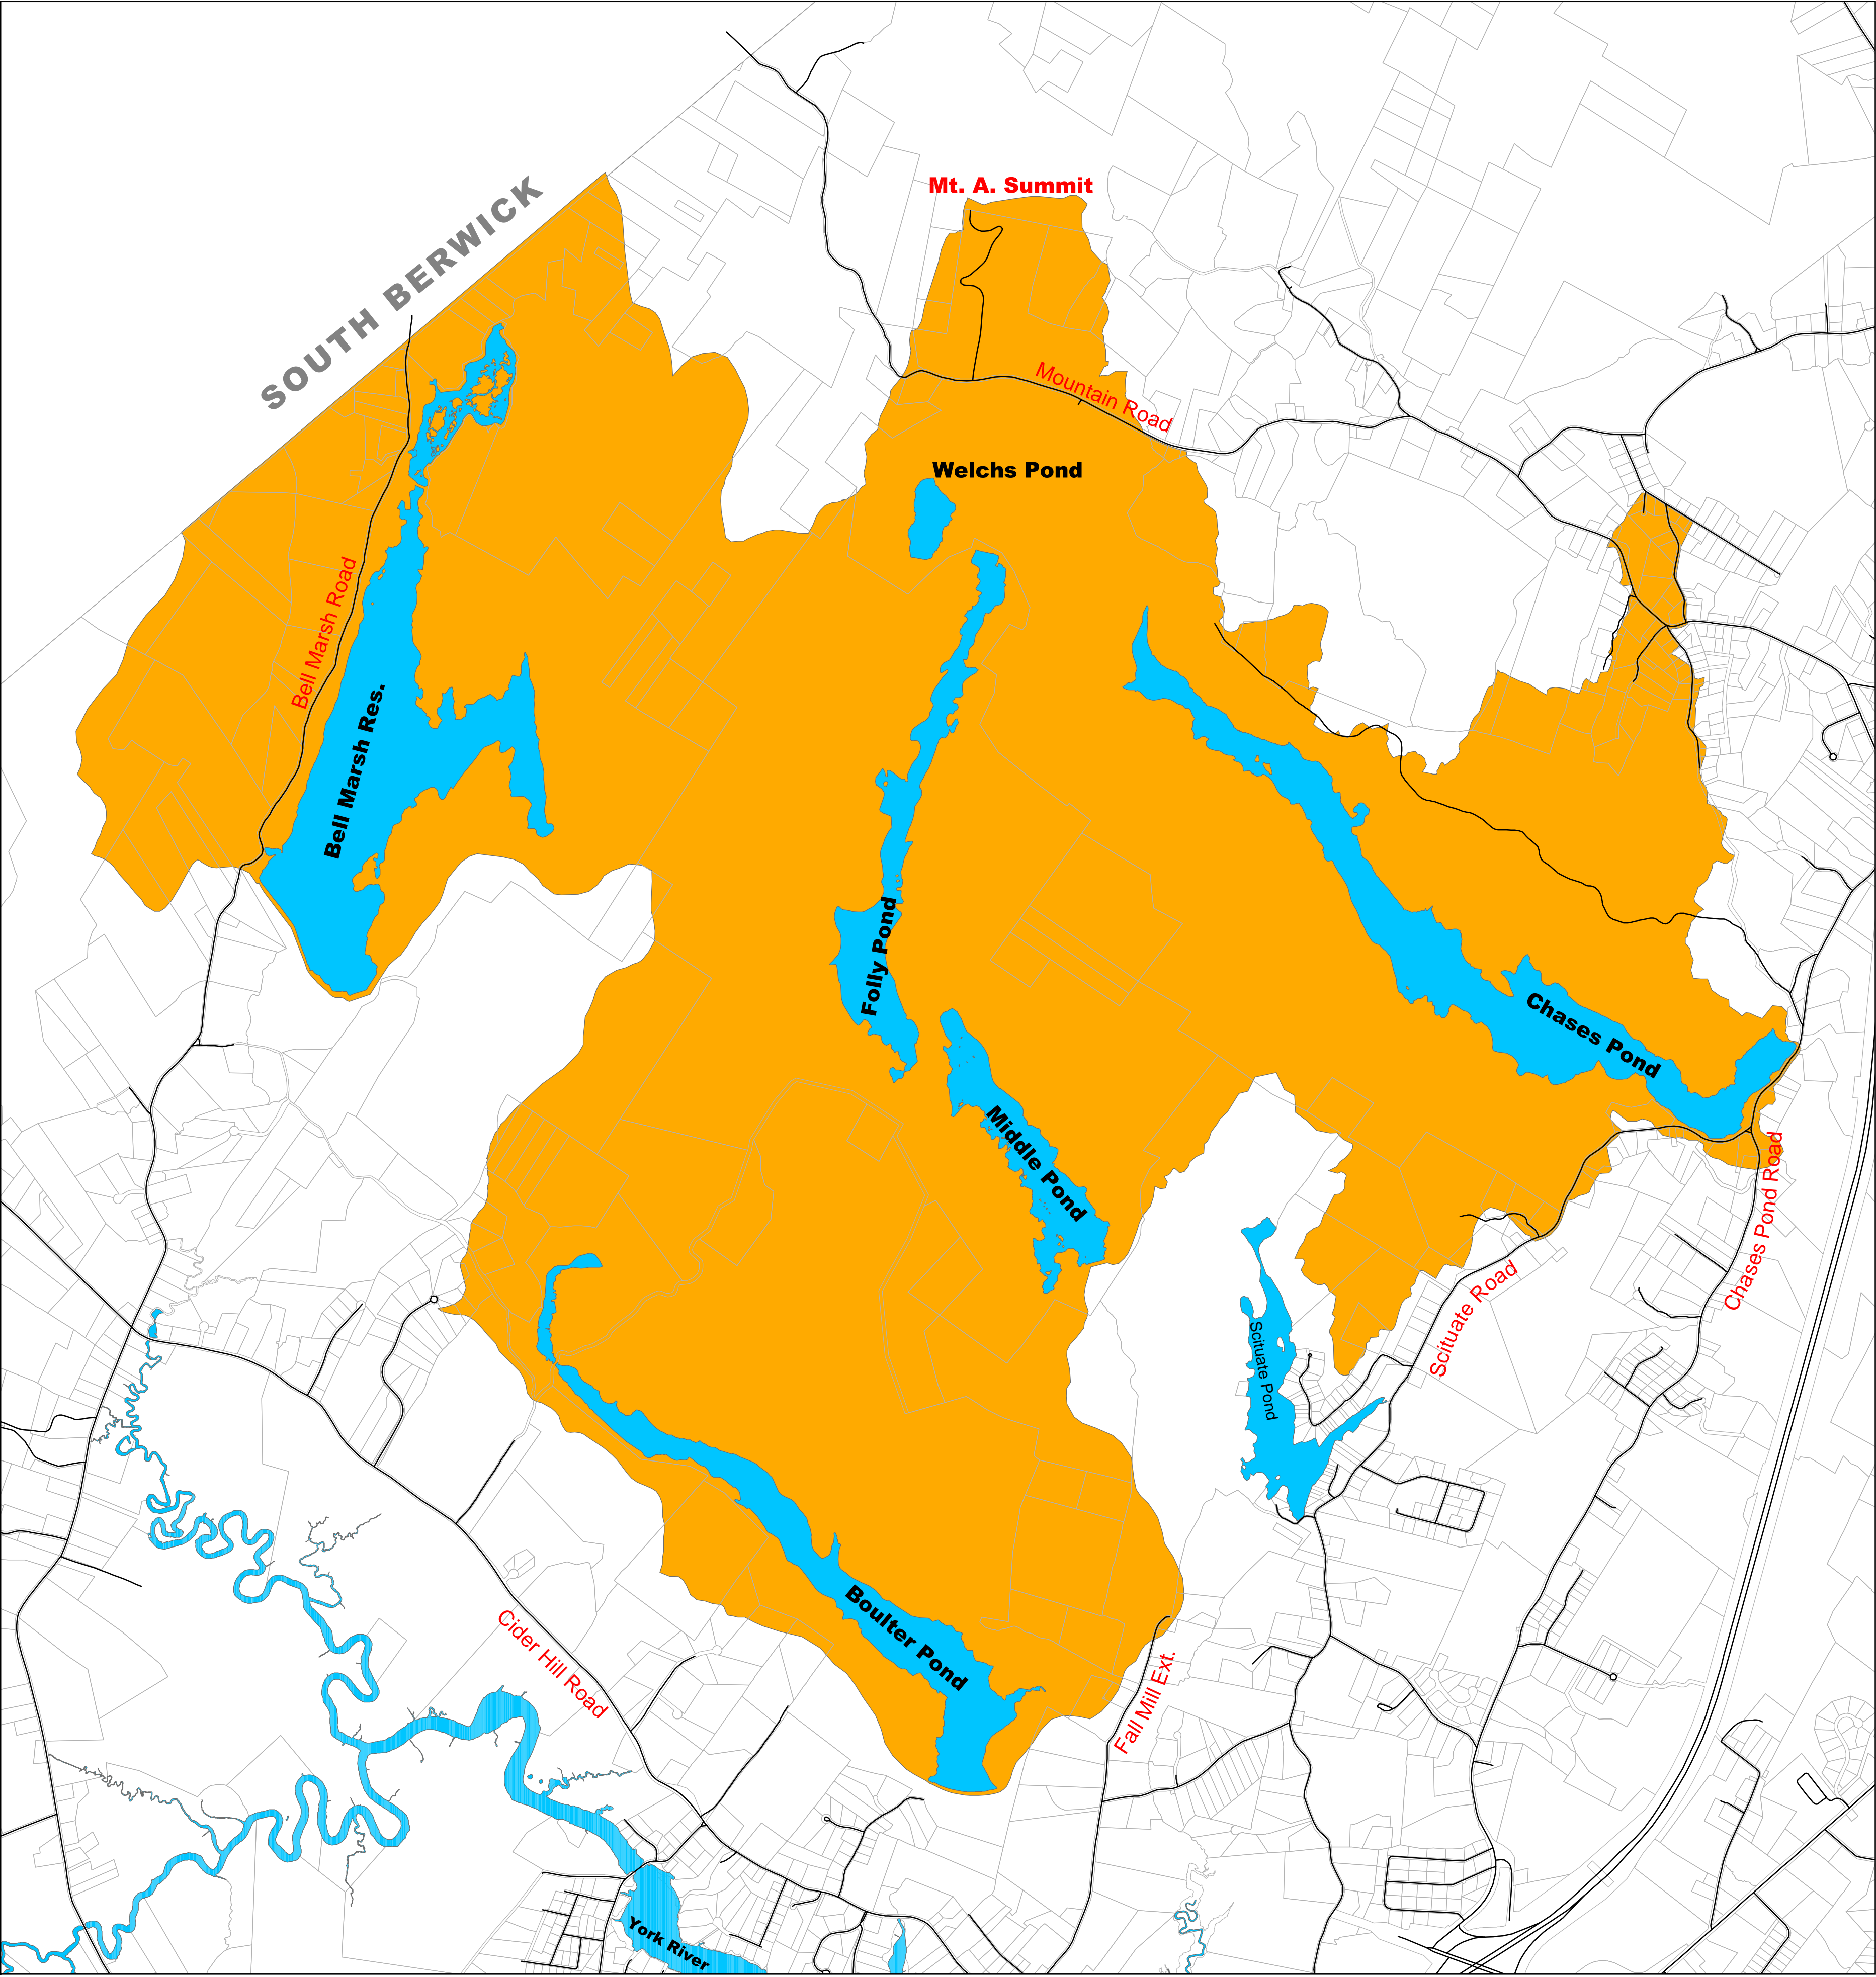 SOUTH BERWICK
Mt. A. Summit
Mountain Road
Welchs Pond
Bell Marsh Road
Bell Marsh Res.
Folly Pond
Chases Pond
Middle Pond
Chases Pond Road
Scituate Road
Scituate Pond
Boulter Pond
Cider Hill Road
Fall Mill Ext.
York River